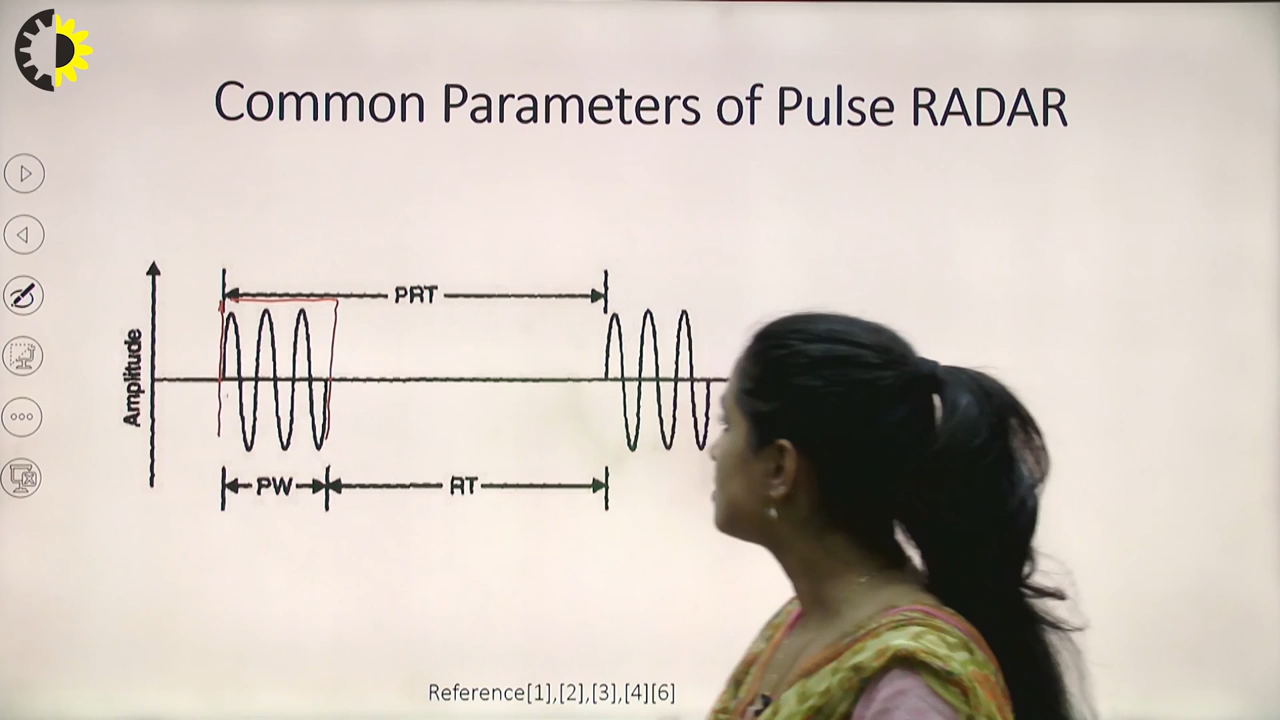 Common Parameters of Pulse RADAR
PRT
Amplitude
PW
RT
Reference[1],[2],[3],[4][6]